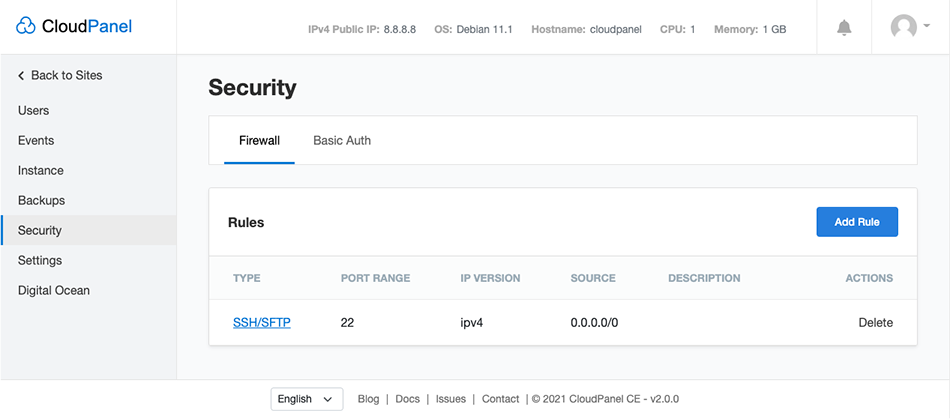 CloudPanel
IPv4 Public IP: 8.8.8.8 OS: Debian 11.1 Hostname: cloudpanel CPU: 1 Memory: 1 GB
Back to Sites
Users
Events
Instance
Backups
Security
Settings
Digital Ocean
Security
Firewall Basic Auth
Rules Add Rule
TYPE PORT RANGE IP VERSION SOURCE DESCRIPTION ACTIONS
SSH/SFTP 22 ipv4 0.0.0.0/0 Delete
English Blog | Docs | Issues | Contact | © 2021 CloudPanel CE - v2.0.0